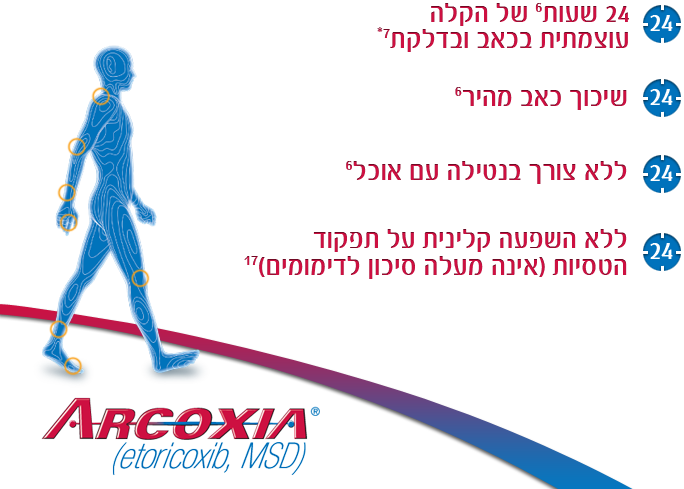 24 שעות⁶ של הקלה
עוצמתית בכאב ובדלקת⁷*
24
שיכוך כאב מהיר⁶
24
ללא צורך בנטילה עם אוכל⁶
24
ללא השפעה קלינית על תפקוד
הטסיות (אינה מעלה סיכון לדימומים)¹⁷
24
ARCOXIA®
(etoricoxib, MSD)